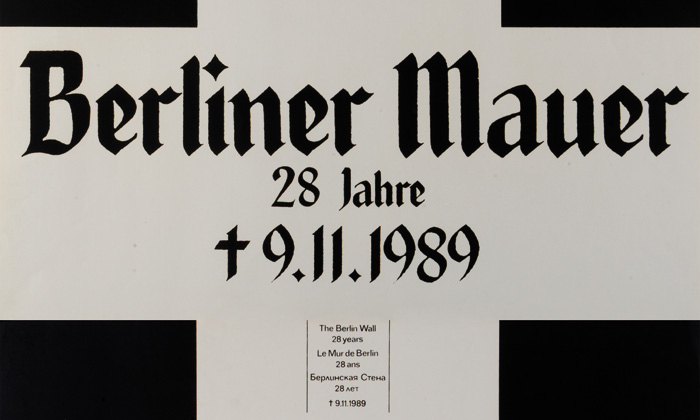 Berliner Mauer
28 Jahre
† 9.11.1989
The Berlin Wall
28 years
Le Mur de Berlin
28 ans
Берлинская Стена
28 лет
† 9.11.1989